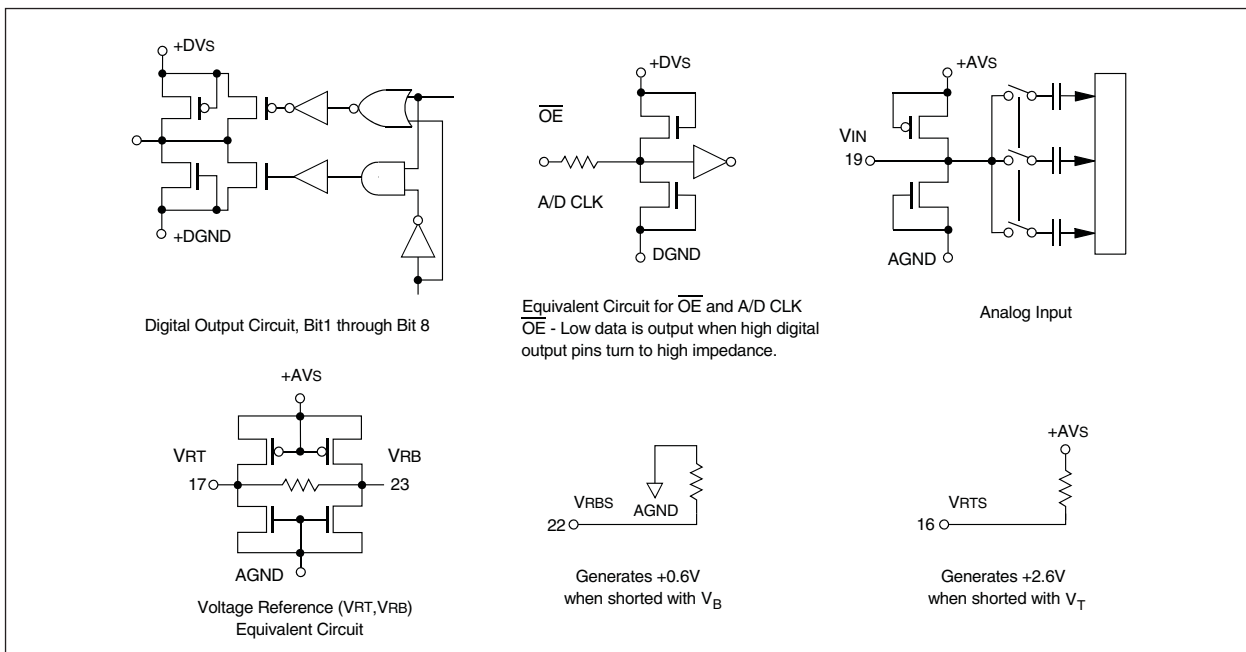 +DVS
+DGND
Digital Output Circuit, Bit1 through Bit 8
+DVS
OE
A/D CLK
DGND
Equivalent Circuit for OE and A/D CLK
OE - Low data is output when high digital
output pins turn to high impedance.
+AVS
VIN
19
AGND
Analog Input
+AVS
VRT
VRB
17
23
AGND
Voltage Reference (VRT,VRB)
Equivalent Circuit
VRBS
AGND
22
Generates +0.6V
when shorted with VB
+AVS
VRTS
16
Generates +2.6V
when shorted with VT